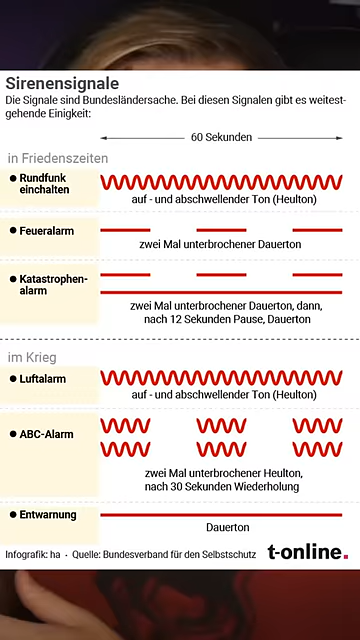 Sirenensignale
Die Signale sind Bundesländersache. Bei diesen Signalen gibt es weitest-
gehende Einigkeit:
60 Sekunden
in Friedenszeiten
● Rundfunk
einschalten
auf - und abschwellender Ton (Heulton)
● Feueralarm
zwei Mal unterbrochener Dauerton
● Katastrophen-
alarm
zwei Mal unterbrochener Dauerton, dann,
nach 12 Sekunden Pause, Dauerton
im Krieg
● Luftalarm
auf - und abschwellender Ton (Heulton)
● ABC-Alarm
zwei Mal unterbrochener Heulton,
nach 30 Sekunden Wiederholung
● Entwarnung
Dauerton
Infografik: ha • Quelle: Bundesverband für den Selbstschutz t-online.